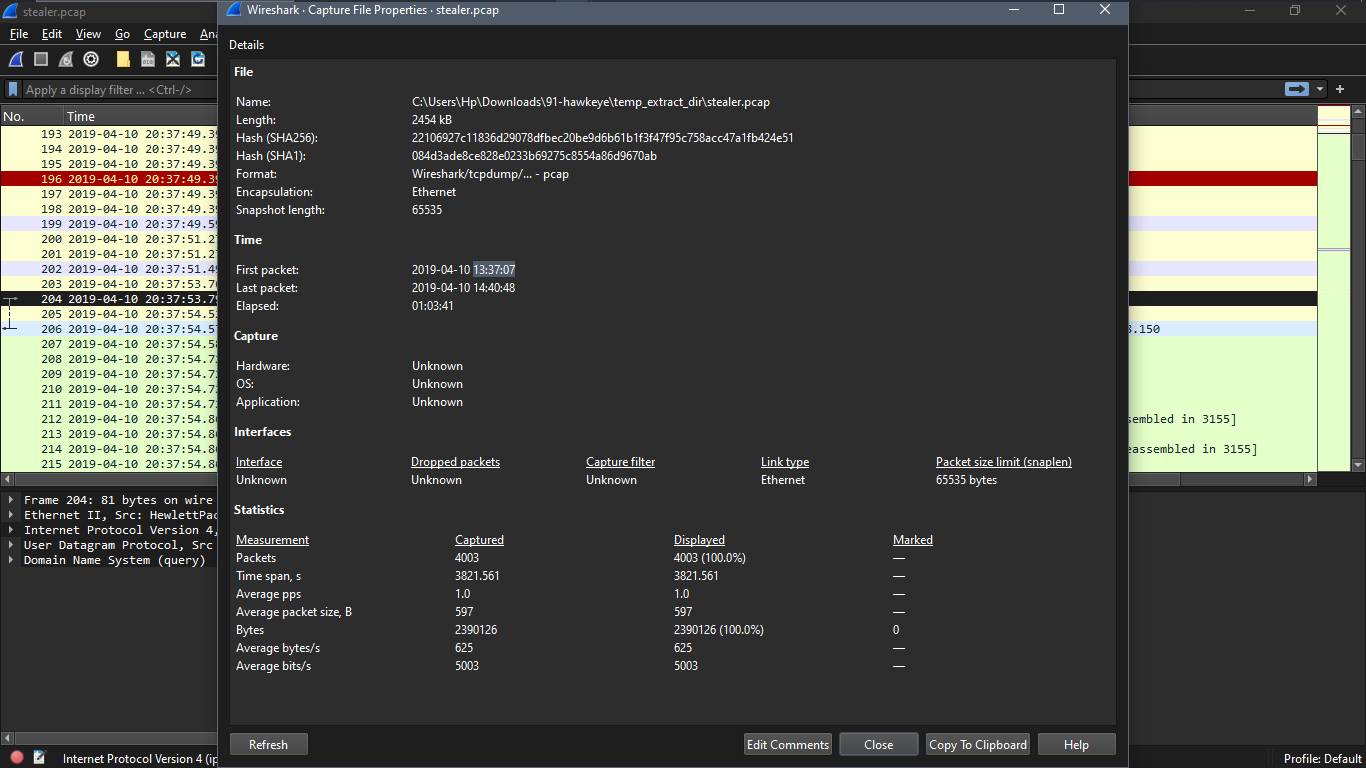 stealer.pcap
Wireshark · Capture File Properties · stealer.pcap
File Edit View Go Capture
Details
Apply a display filter ... <Ctrl-/>
No. Time
193 2019-04-10 20:37:49.39
194 2019-04-10 20:37:49.39
195 2019-04-10 20:37:49.39
196 2019-04-10 20:37:49.39
197 2019-04-10 20:37:49.39
198 2019-04-10 20:37:49.39
199 2019-04-10 20:37:49.59
200 2019-04-10 20:37:51.27
201 2019-04-10 20:37:51.27
202 2019-04-10 20:37:51.49
203 2019-04-10 20:37:53.70
204 2019-04-10 20:37:53.79
205 2019-04-10 20:37:54.53
206 2019-04-10 20:37:54.57 .150
207 2019-04-10 20:37:54.58
208 2019-04-10 20:37:54.73
209 2019-04-10 20:37:54.73
210 2019-04-10 20:37:54.73
211 2019-04-10 20:37:54.73
212 2019-04-10 20:37:54.86 sembled in 3155]
213 2019-04-10 20:37:54.86
214 2019-04-10 20:37:54.86 eassembled in 3155]
215 2019-04-10 20:37:54.86
File
Name: C:\Users\Hp\Downloads\91-hawkeye\temp_extract_dir\stealer.pcap
Length: 2454 kB
Hash (SHA256): 22106927c11836d29078dfbec20be9d6b61b1f3f47f95c758acc47a1fb424e51
Hash (SHA1): 084d3ade8ce828e0233b69275c8554a86d9670ab
Format: Wireshark/tcpdump/... - pcap
Encapsulation: Ethernet
Snapshot length: 65535
Time
First packet: 2019-04-10 13:37:07
Last packet: 2019-04-10 14:40:48
Elapsed: 01:03:41
Capture
Hardware: Unknown
OS: Unknown
Application: Unknown
Interfaces
Interface Dropped packets Capture filter Link type Packet size limit (snaplen)
Unknown Unknown Unknown Ethernet 65535 bytes
Statistics
Measurement Captured Displayed Marked
Packets 4003 4003 (100.0%) —
Time span, s 3821.561 3821.561 —
Average pps 1.0 1.0 —
Average packet size, B 597 597 —
Bytes 2390126 2390126 (100.0%) 0
Average bytes/s 625 625 —
Average bits/s 5003 5003 —
Frame 204: 81 bytes on wire
Ethernet II, Src: HewlettPac
Internet Protocol Version 4,
User Datagram Protocol, Src
Domain Name System (query)
Refresh Edit Comments Close Copy To Clipboard Help
Internet Protocol Version 4 (ip Profile: Default